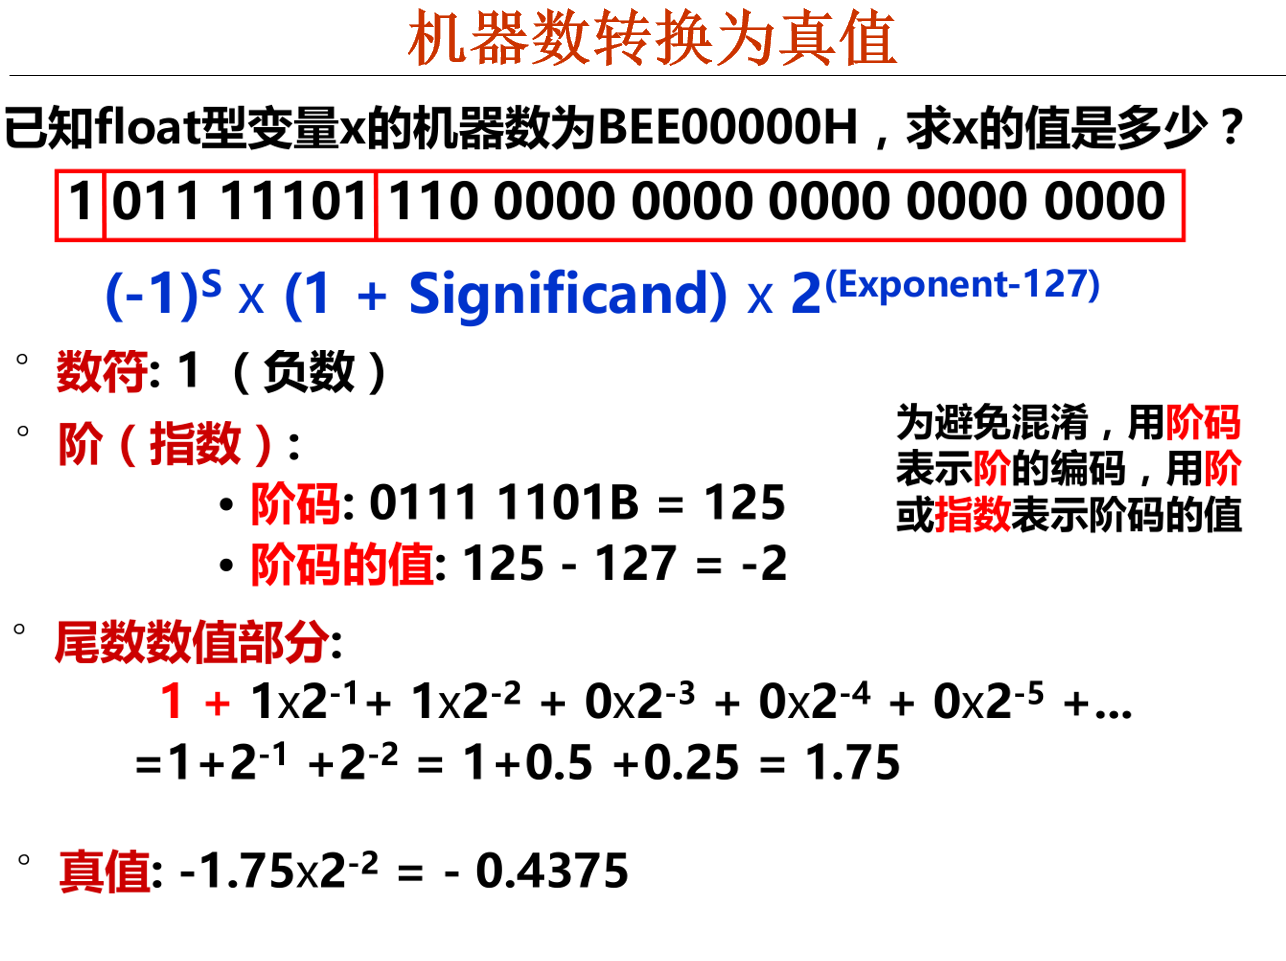 机器数转换为真值
已知float型变量x的机器数为BEE00000H，求x的值是多少？
1 011 11101 110 0000 0000 0000 0000 0000
(-1)ˢ x (1 + Significand) x 2⁽ᴱˣᵖᵒⁿᵉⁿᵗ⁻¹²⁷⁾
° 数符: 1 （负数）
° 阶（指数）:
• 阶码: 0111 1101B = 125
• 阶码的值: 125 - 127 = -2
为避免混淆，用阶码
表示阶的编码，用阶
或指数表示阶码的值
° 尾数数值部分:
1 + 1x2⁻¹+ 1x2⁻² + 0x2⁻³ + 0x2⁻⁴ + 0x2⁻⁵ +...
=1+2⁻¹ +2⁻² = 1+0.5 +0.25 = 1.75
° 真值: -1.75x2⁻² = - 0.4375